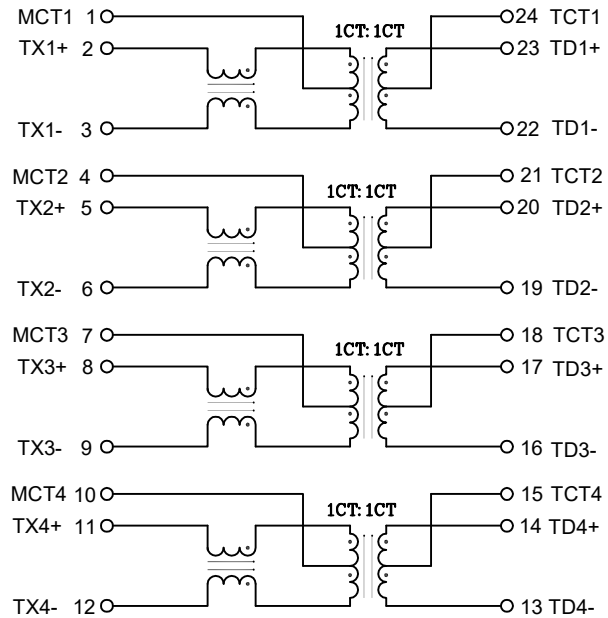 MCT1 1 1CT: 1CT 24 TCT1
TX1+ 2 23 TD1+
TX1- 3 22 TD1-
MCT2 4 1CT: 1CT 21 TCT2
TX2+ 5 20 TD2+
TX2- 6 19 TD2-
MCT3 7 1CT: 1CT 18 TCT3
TX3+ 8 17 TD3+
TX3- 9 16 TD3-
MCT4 10 1CT: 1CT 15 TCT4
TX4+ 11 14 TD4+
TX4- 12 13 TD4-